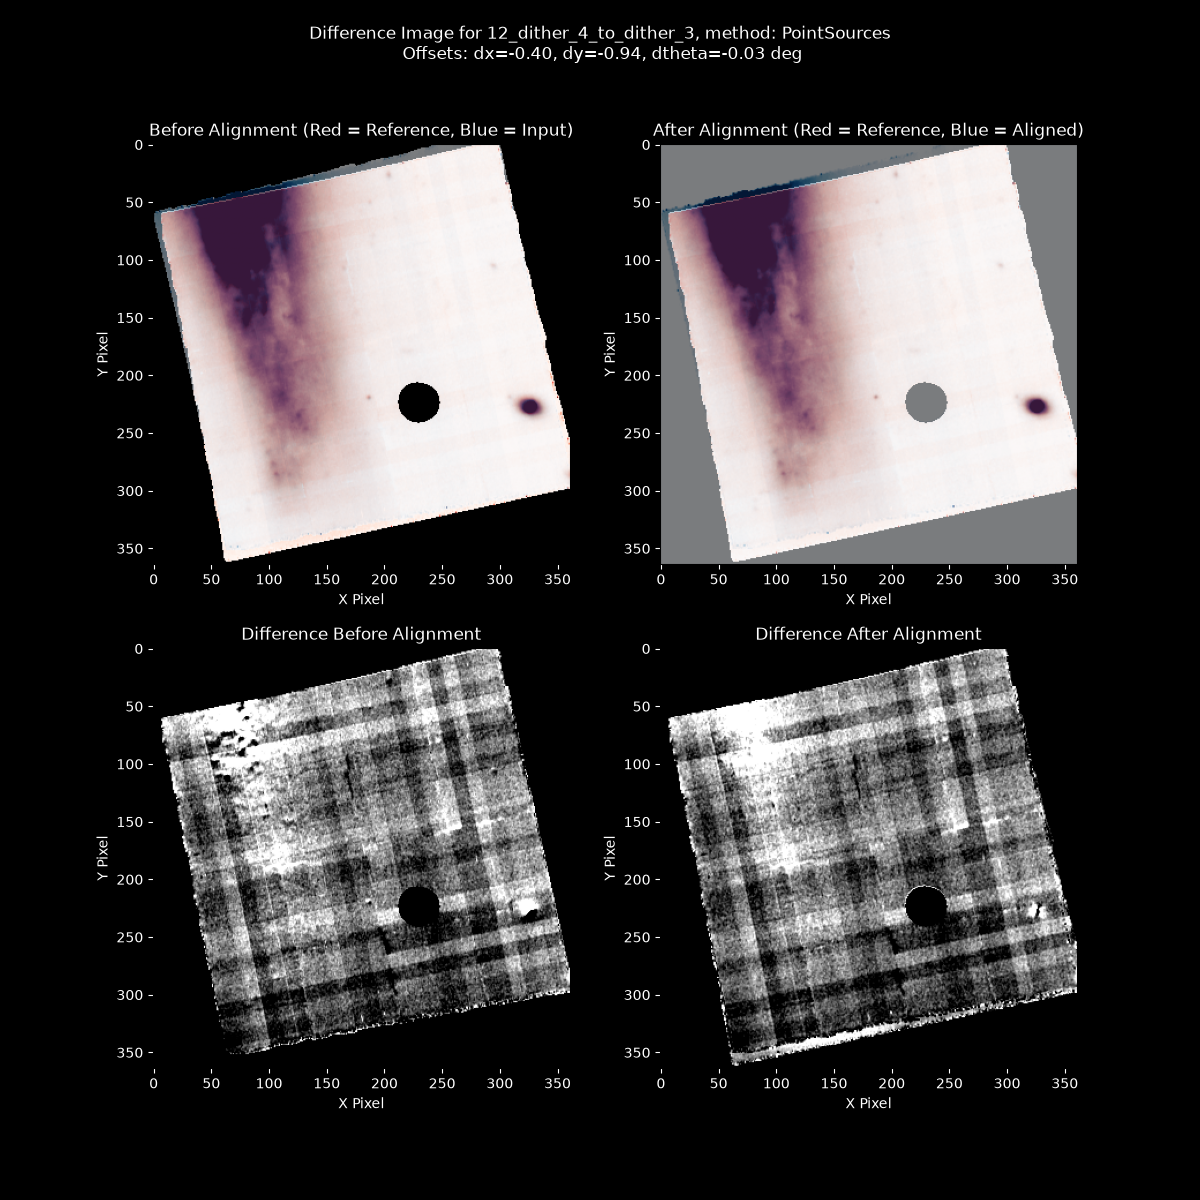 Difference Image for 12_dither_4_to_dither_3, method: PointSources
Offsets: dx=-0.40, dy=-0.94, dtheta=-0.03 deg
Before Alignment (Red = Reference, Blue = Input)
0
50
100
150
200
250
300
350
Y Pixel
0 50 100 150 200 250 300 350
X Pixel
After Alignment (Red = Reference, Blue = Aligned)
0
50
100
150
200
250
300
350
Y Pixel
0 50 100 150 200 250 300 350
X Pixel
Difference Before Alignment
0
50
100
150
200
250
300
350
Y Pixel
0 50 100 150 200 250 300 350
X Pixel
Difference After Alignment
0
50
100
150
200
250
300
350
Y Pixel
0 50 100 150 200 250 300 350
X Pixel